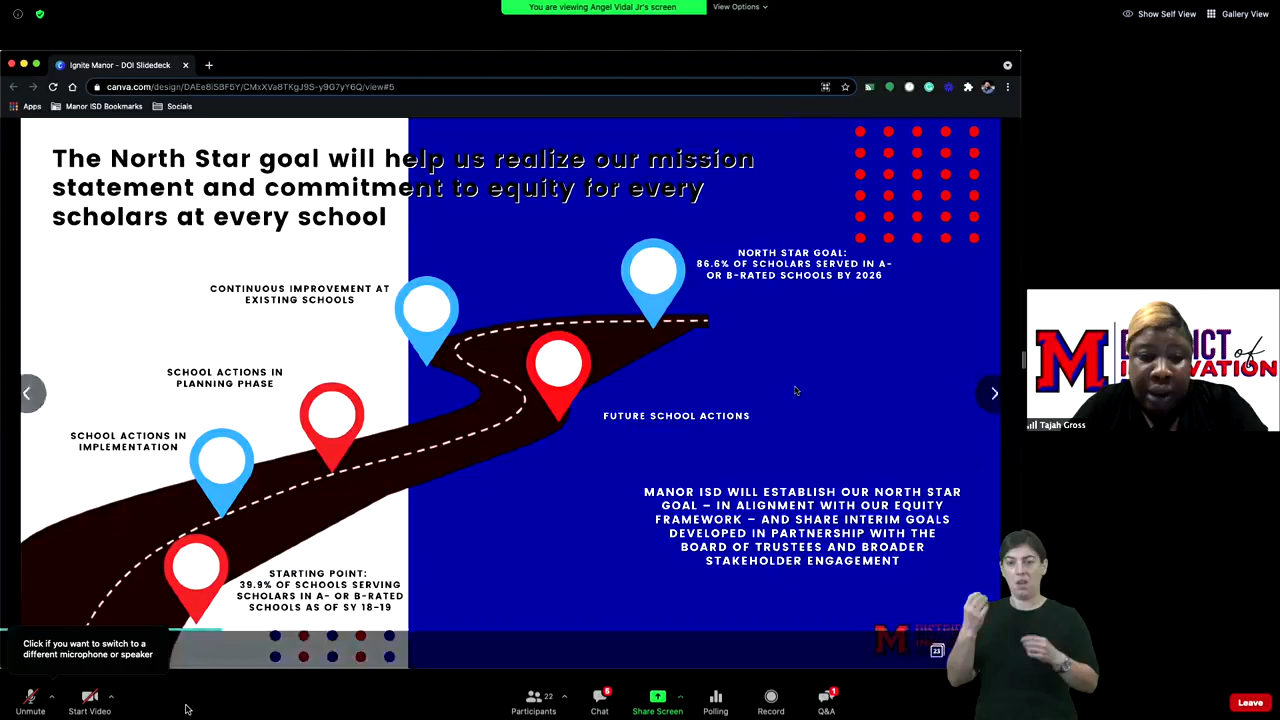 You are viewing Angel Vidal Jr's screen
View Options
Show Self View
Gallery View
Ignite Manor - DOI Slidedeck
canva.com/design/DAEe8iSBF5Y/CMxXVa8TKgJ9S-y9G7yY6Q/view#5
Apps
Manor ISD Bookmarks
Socials
The North Star goal will help us realize our mission
statement and commitment to equity for every
scholars at every school
NORTH STAR GOAL:
86.6% OF SCHOLARS SERVED IN A-
OR B-RATED SCHOOLS BY 2026
CONTINUOUS IMPROVEMENT AT
EXISTING SCHOOLS
SCHOOL ACTIONS IN
PLANNING PHASE
FUTURE SCHOOL ACTIONS
SCHOOL ACTIONS IN
IMPLEMENTATION
MANOR ISD WILL ESTABLISH OUR NORTH STAR
GOAL – IN ALIGNMENT WITH OUR EQUITY
FRAMEWORK – AND SHARE INTERIM GOALS
DEVELOPED IN PARTNERSHIP WITH THE
BOARD OF TRUSTEES AND BROADER
STAKEHOLDER ENGAGEMENT
STARTING POINT:
39.9% OF SCHOOLS SERVING
SCHOLARS IN A- OR B-RATED
SCHOOLS AS OF SY 18-19
M
of
Tajah Gross
M
23
Click if you want to switch to a
different microphone or speaker
Unmute
Start Video
Participants
22
Chat
6
Share Screen
Polling
Record
Q&A
1
Leave